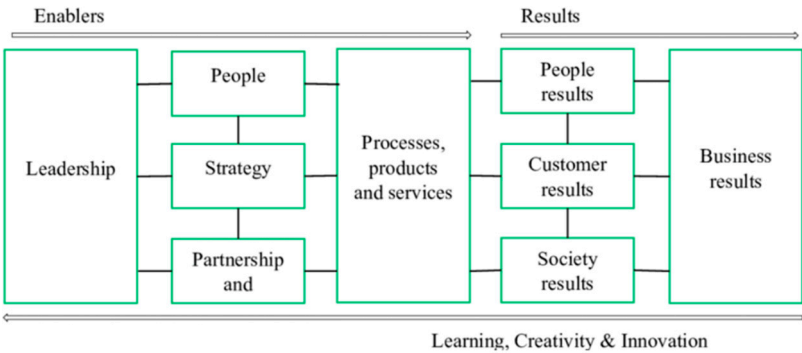 Enablers
Results
Leadership
People
Strategy
Partnership
and
Processes,
products
and services
People
results
Customer
results
Society
results
Business
results
Learning, Creativity & Innovation